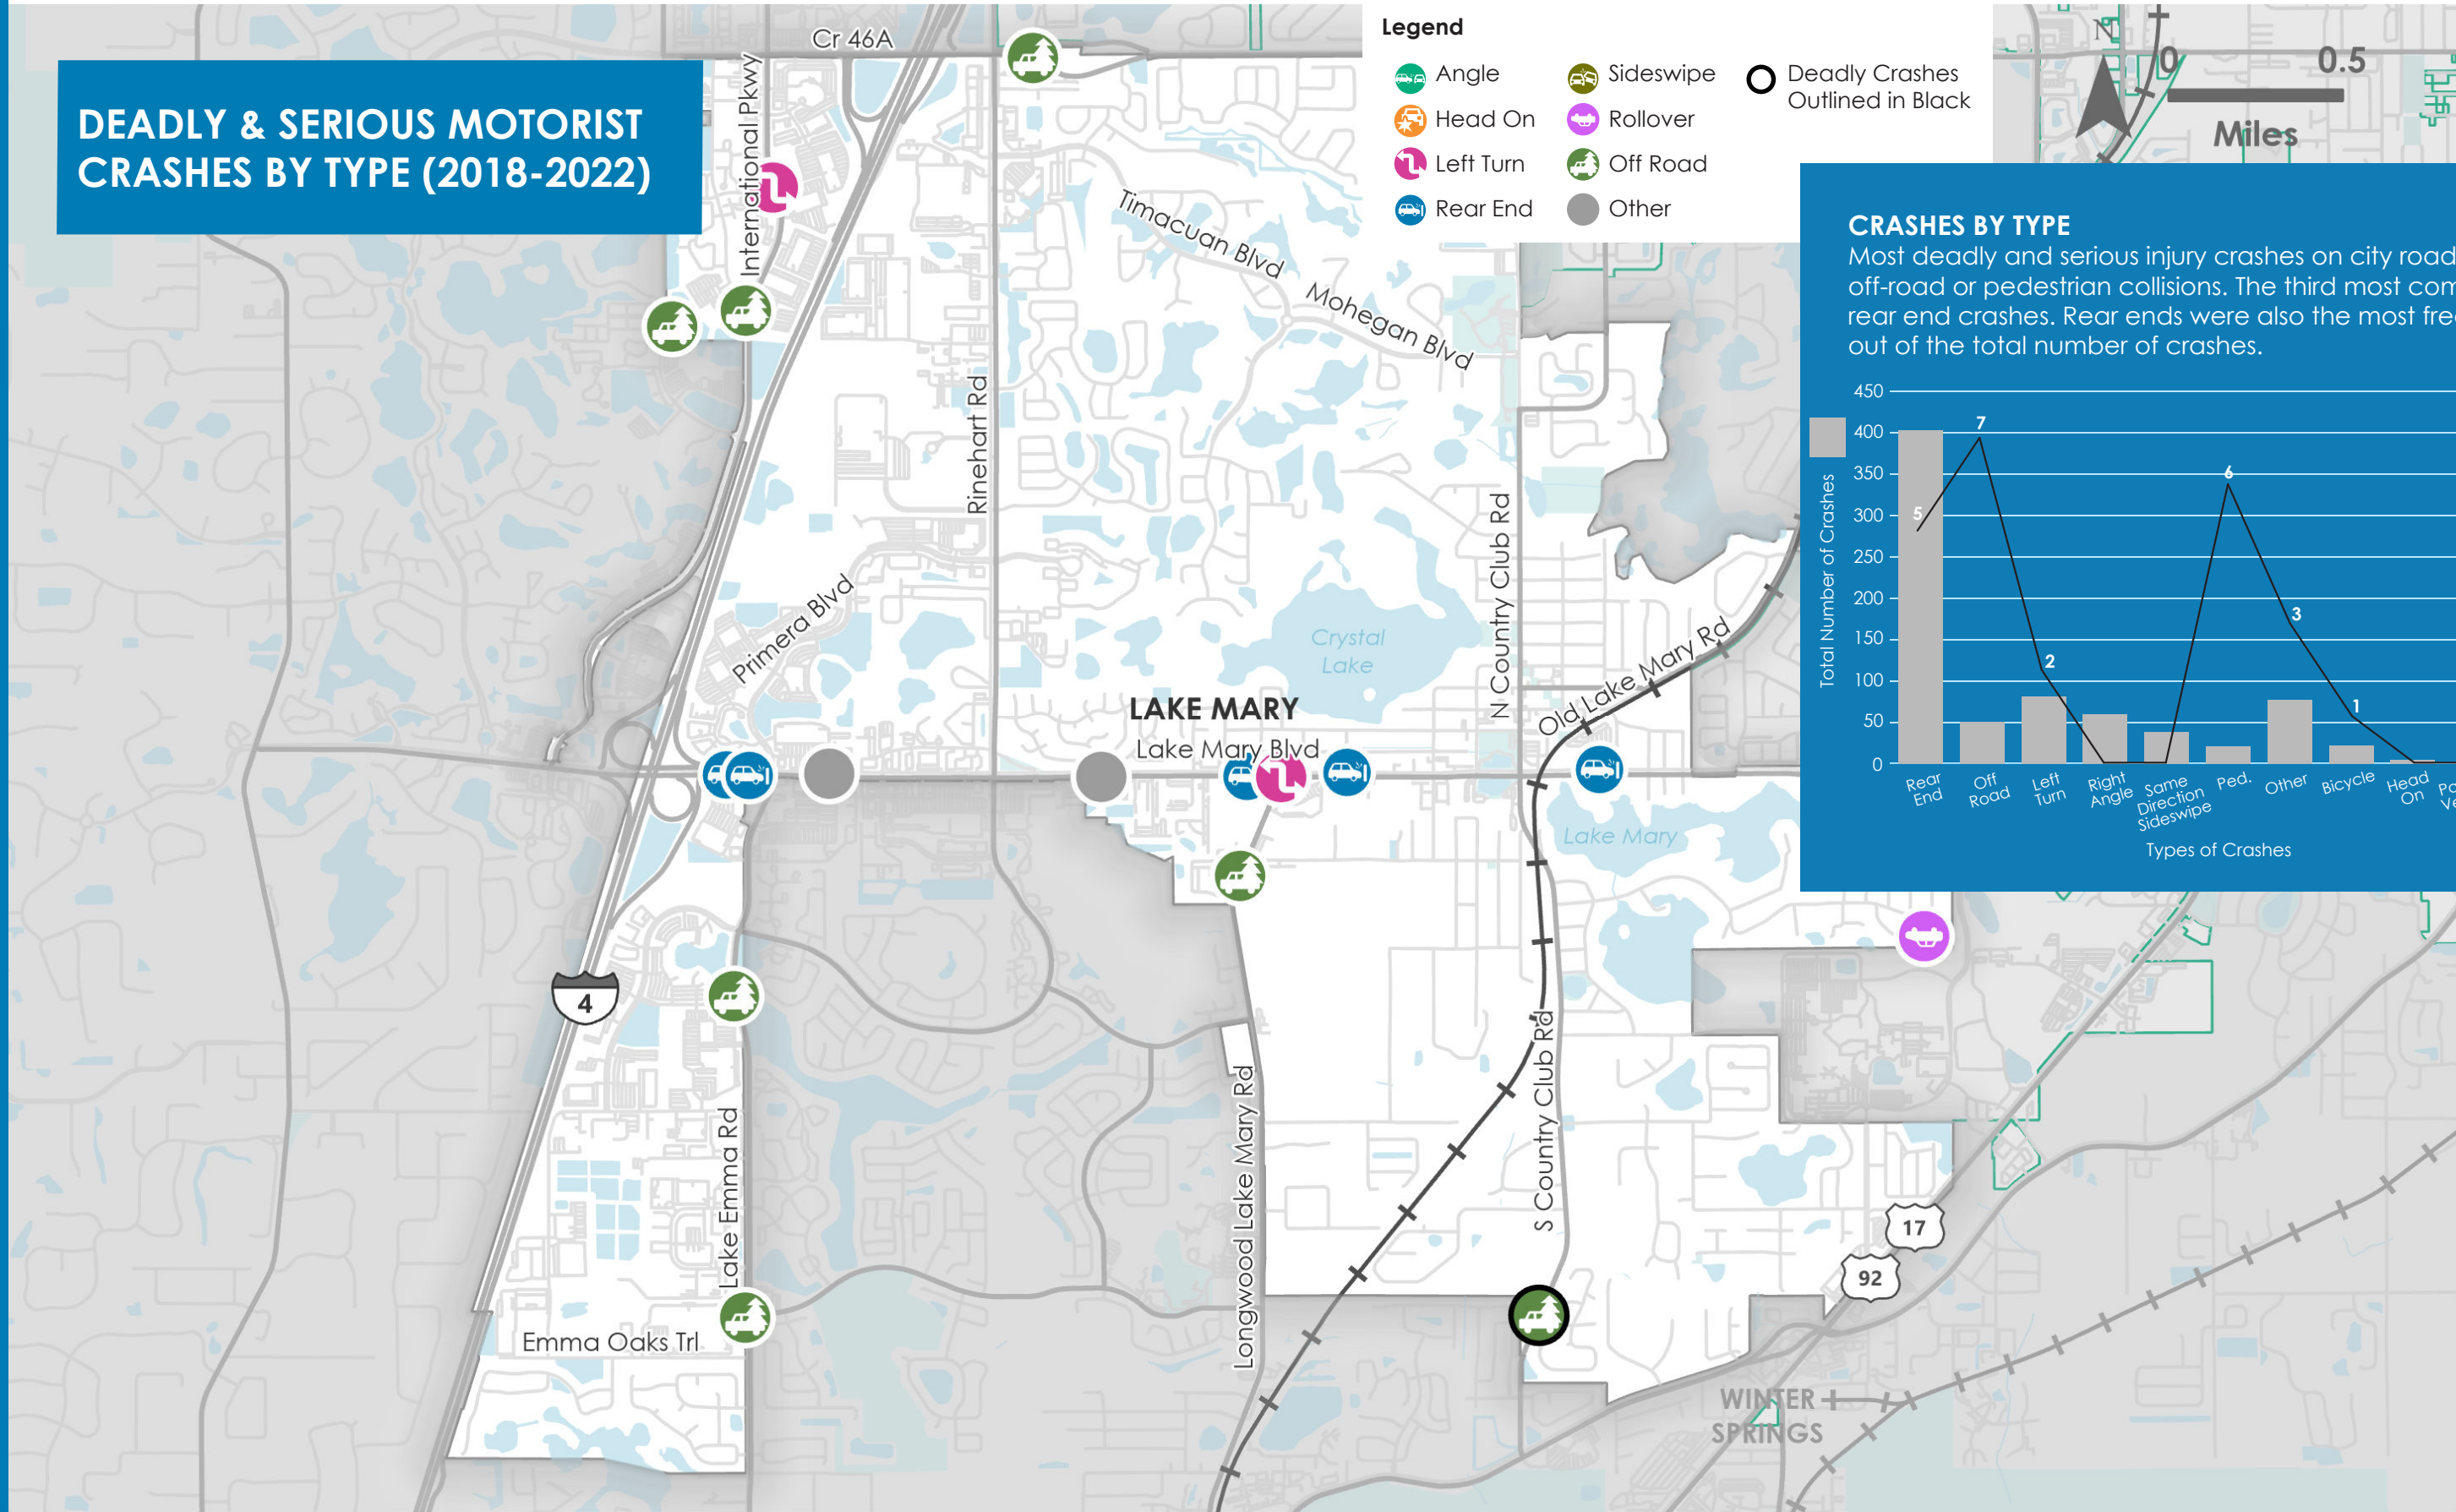 DEADLY & SERIOUS MOTORIST
CRASHES BY TYPE (2018-2022)
Legend
Angle
Head On
Left Turn
Rear End
Sideswipe
Rollover
Off Road
Other
Deadly Crashes
Outlined in Black
N
0 0.5
Miles
CRASHES BY TYPE
Most deadly and serious injury crashes on city road
off-road or pedestrian collisions. The third most com
rear end crashes. Rear ends were also the most fre
out of the total number of crashes.
Total Number of Crashes
450
400
350
300
250
200
150
100
50
0
5
7
2
6
3
1
Rear
End
Off
Road
Left
Turn
Right
Angle
Same
Direction
Sideswipe
Ped.
Other
Bicycle
Head
On
Types of Crashes
Cr 46A
International Pkwy
Timacuan Blvd
Mohegan Blvd
Rinehart Rd
N Country Club Rd
Primera Blvd
Crystal
Lake
Old Lake Mary Rd
LAKE MARY
Lake Mary Blvd
Lake Mary
4
Lake Emma Rd
Longwood Lake Mary Rd
S Country Club Rd
17
92
Emma Oaks Trl
WINTER
SPRINGS